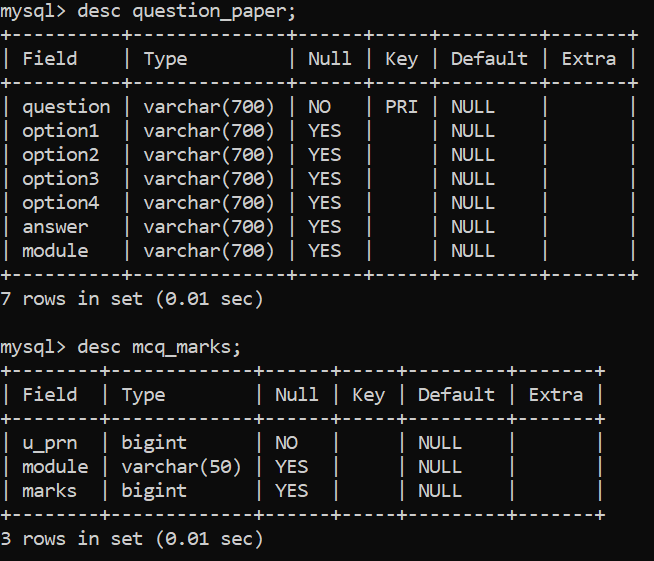 mysql> desc question_paper;
+----------+--------------+------+-----+---------+-------+
| Field    | Type         | Null | Key | Default | Extra |
+----------+--------------+------+-----+---------+-------+
| question | varchar(700) | NO   | PRI | NULL    |       |
| option1  | varchar(700) | YES  |     | NULL    |       |
| option2  | varchar(700) | YES  |     | NULL    |       |
| option3  | varchar(700) | YES  |     | NULL    |       |
| option4  | varchar(700) | YES  |     | NULL    |       |
| answer   | varchar(700) | YES  |     | NULL    |       |
| module   | varchar(700) | YES  |     | NULL    |       |
+----------+--------------+------+-----+---------+-------+
7 rows in set (0.01 sec)

mysql> desc mcq_marks;
+--------+-------------+------+-----+---------+-------+
| Field  | Type        | Null | Key | Default | Extra |
+--------+-------------+------+-----+---------+-------+
| u_prn  | bigint      | NO   |     | NULL    |       |
| module | varchar(50) | YES  |     | NULL    |       |
| marks  | bigint      | YES  |     | NULL    |       |
+--------+-------------+------+-----+---------+-------+
3 rows in set (0.01 sec)